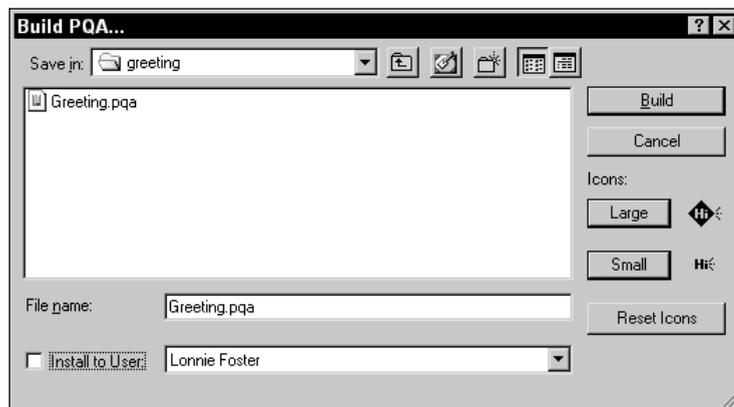 Build PQA...
Save in: greeting
Greeting.pqa
Build
Cancel
Icons:
Large Hi
Small Hi
File name: Greeting.pqa
Reset Icons
Install to User: Lonnie Foster